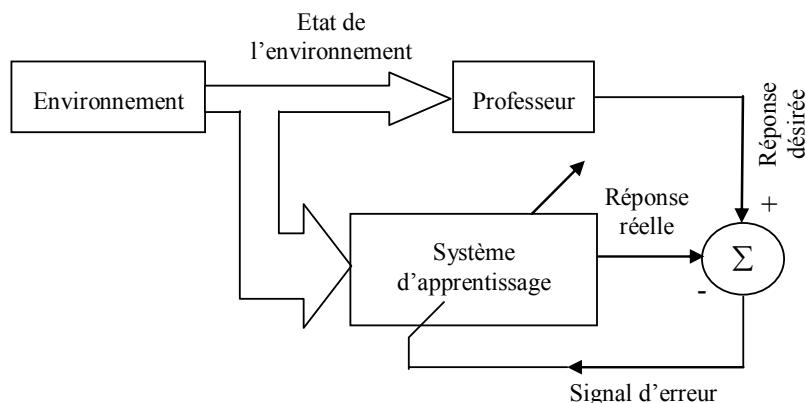 Etat de
l'environnement
Environnement
Professeur
Réponse
désirée
+
Réponse
réelle
Σ
Système
d'apprentissage
-
Signal d'erreur